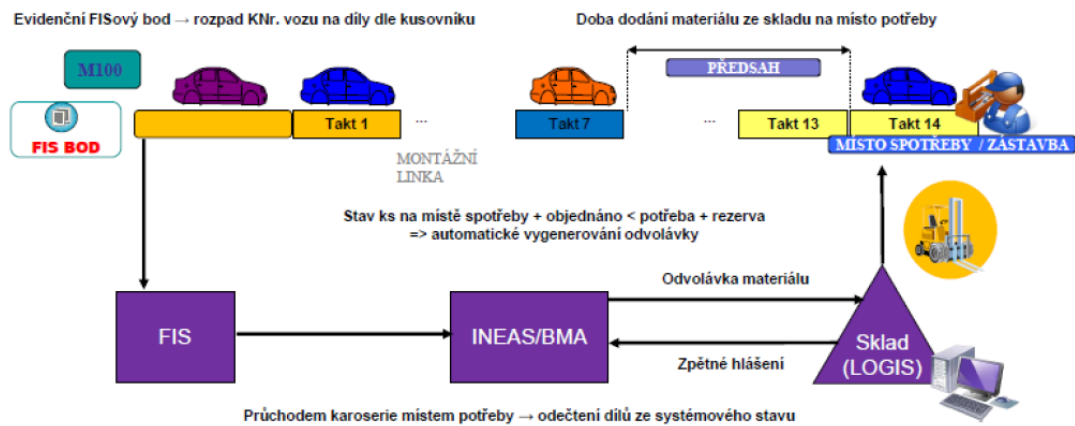 Evidenční FISový bod → rozpad KNr. vozu na díly dle kusovníku
Doba dodání materiálu ze skladu na místo potřeby
M100
PŘEDSAH
FIS BOD
Takt 1
...
Takt 7
...
Takt 13
Takt 14
MÍSTO SPOTŘEBY / ZÁSTAVBA
MONTÁŽNÍ
LINKA
Stav ks na místě spotřeby + objednáno < potřeba + rezerva
=> automatické vygenerování odvolávky
Odvolávka materiálu
FIS
INEAS/BMA
Sklad
(LOGIS)
Zpětné hlášení
Průchodem karoserie místem potřeby → odečtení dílů ze systémového stavu